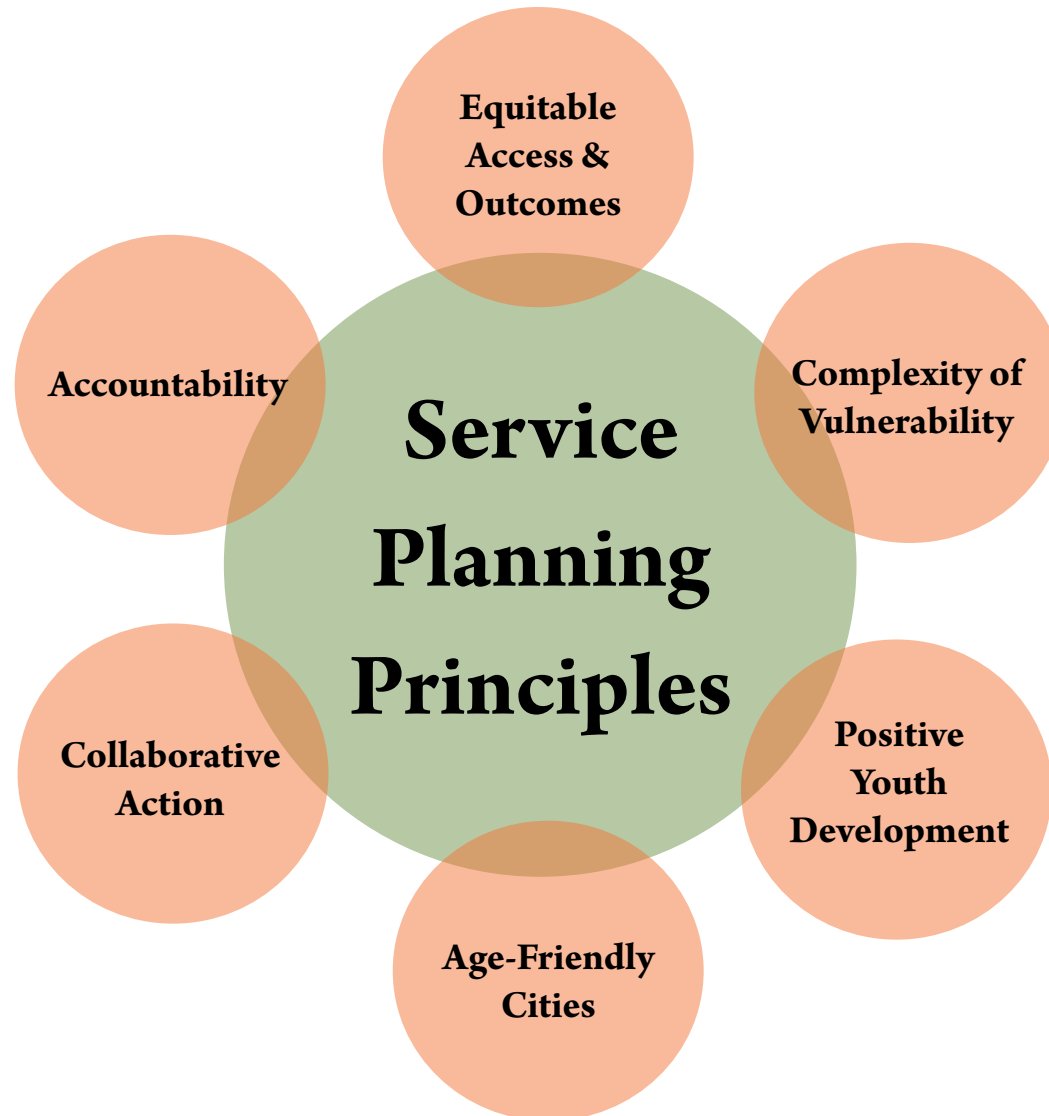 Equitable
Access &
Outcomes
Accountability
Complexity of
Vulnerability
Service
Planning
Principles
Collaborative
Action
Positive
Youth
Development
Age-Friendly
Cities